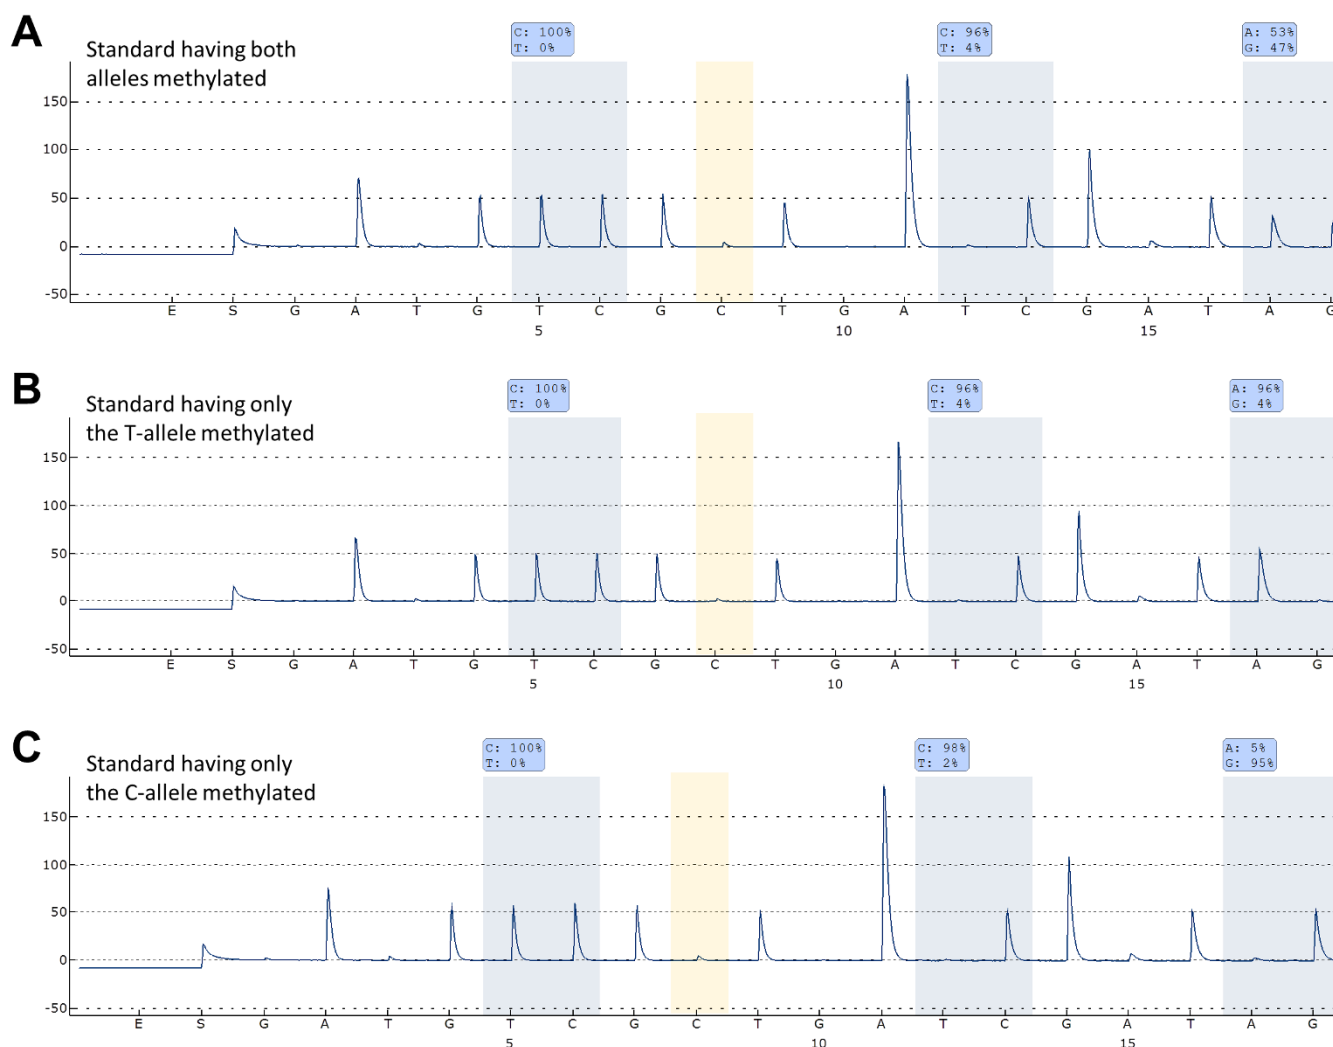 A
Standard having both
alleles methylated
C: 100%
T: 0%
C: 96%
T: 4%
A: 53%
G: 47%
150
100
50
0
-50
E S G A T G T C G C T G A T C G A T A G
5 10 15
B
Standard having only
the T-allele methylated
C: 100%
T: 0%
C: 96%
T: 4%
A: 96%
G: 4%
150
100
50
0
-50
E S G A T G T C G C T G A T C G A T A G
5 10 15
C
Standard having only
the C-allele methylated
C: 100%
T: 0%
C: 98%
T: 2%
A: 5%
G: 95%
150
100
50
0
-50
E S G A T G T C G C T G A T C G A T A G
5 10 15